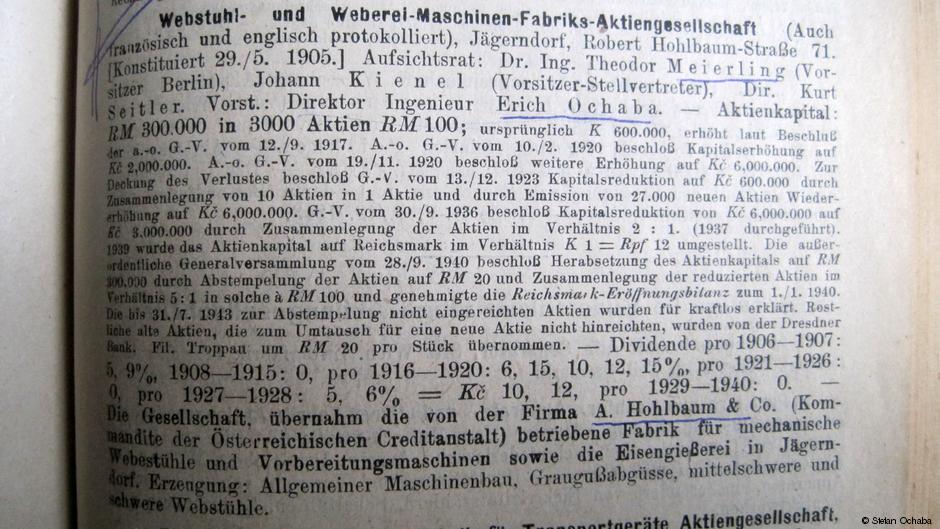 Webstuhl- und Weberei-Maschinen-Fabriks-Aktiengesellschaft (Auch
französisch und englisch protokolliert), Jägerndorf, Robert Hohlbaum-Straße 71.
[Konstituiert 29./5. 1905.] Aufsichtsrat: Dr. Ing. Theodor Meierling (Vor-
sitzer Berlin), Johann Kienel (Vorsitzer-Stellvertreter), Dir. Kurt
Seitler. Vorst.: Direktor Ingenieur Erich Ochaba. — Aktienkapital:
RM 300.000 in 3000 Aktien RM 100; ursprünglich K 600.000, erhöht laut Beschluß
der a.-o. G.-V. vom 12./9. 1917. A.-o. G.-V. vom 10./2. 1920 beschloß Kapitalserhöhung auf
Kč 2,000.000. A.-o. G.-V. vom 19./11. 1920 beschloß weitere Erhöhung auf Kč 6,000.000. Zur
Deckung des Verlustes beschloß G.-V. vom 13./12. 1923 Kapitalsreduktion auf Kč 600.000 durch
Zusammenlegung von 10 Aktien in 1 Aktie und durch Emission von 27.000 neuen Aktien Wieder-
erhöhung auf Kč 6,000.000. G.-V. vom 30./9. 1936 beschloß Kapitalsreduktion von Kč 6,000.000 auf
Kč 3,000.000 durch Zusammenlegung der Aktien im Verhältnis 2 : 1. (1937 durchgeführt).
1939 wurde das Aktienkapital auf Reichsmark im Verhältnis K 1 = Rpf 12 umgestellt. Die außer-
ordentliche Generalversammlung vom 28./9. 1940 beschloß Herabsetzung des Aktienkapitals auf RM
300.000 durch Abstempelung der Aktien auf RM 20 und Zusammenlegung der reduzierten Aktien im
Verhältnis 5 : 1 in solche à RM 100 und genehmigte die Reichsmark-Eröffnungsbilanz zum 1./1. 1940.
Die bis 31./7. 1943 zur Abstempelung nicht eingereichten Aktien wurden für kraftlos erklärt. Rest-
liche alte Aktien, die zum Umtausch für eine neue Aktie nicht hinreichten, wurden von der Dresdner
Bank. Fil. Troppau um RM 20 pro Stück übernommen. — Dividende pro 1906—1907:
5, 9%, 1908—1915: 0, pro 1916—1920: 6, 15, 10, 12, 15%, pro 1921—1926:
0, pro 1927—1928: 5, 6% = Kč 10, 12, pro 1929—1940: 0. —
Die Gesellschaft, übernahm die von der Firma A. Hohlbaum & Co. (Kom-
mandite der Österreichischen Creditanstalt) betriebene Fabrik für mechanische
Webestühle und Vorbereitungsmaschinen sowie die Eisengießerei in Jägern-
dorf. Erzeugung: Allgemeiner Maschinenbau, Graugußabgüsse, mittelschwere und
schwere Webstühle.
für Transportgeräte Aktiengesellschaft,
© Stefan Ochaba